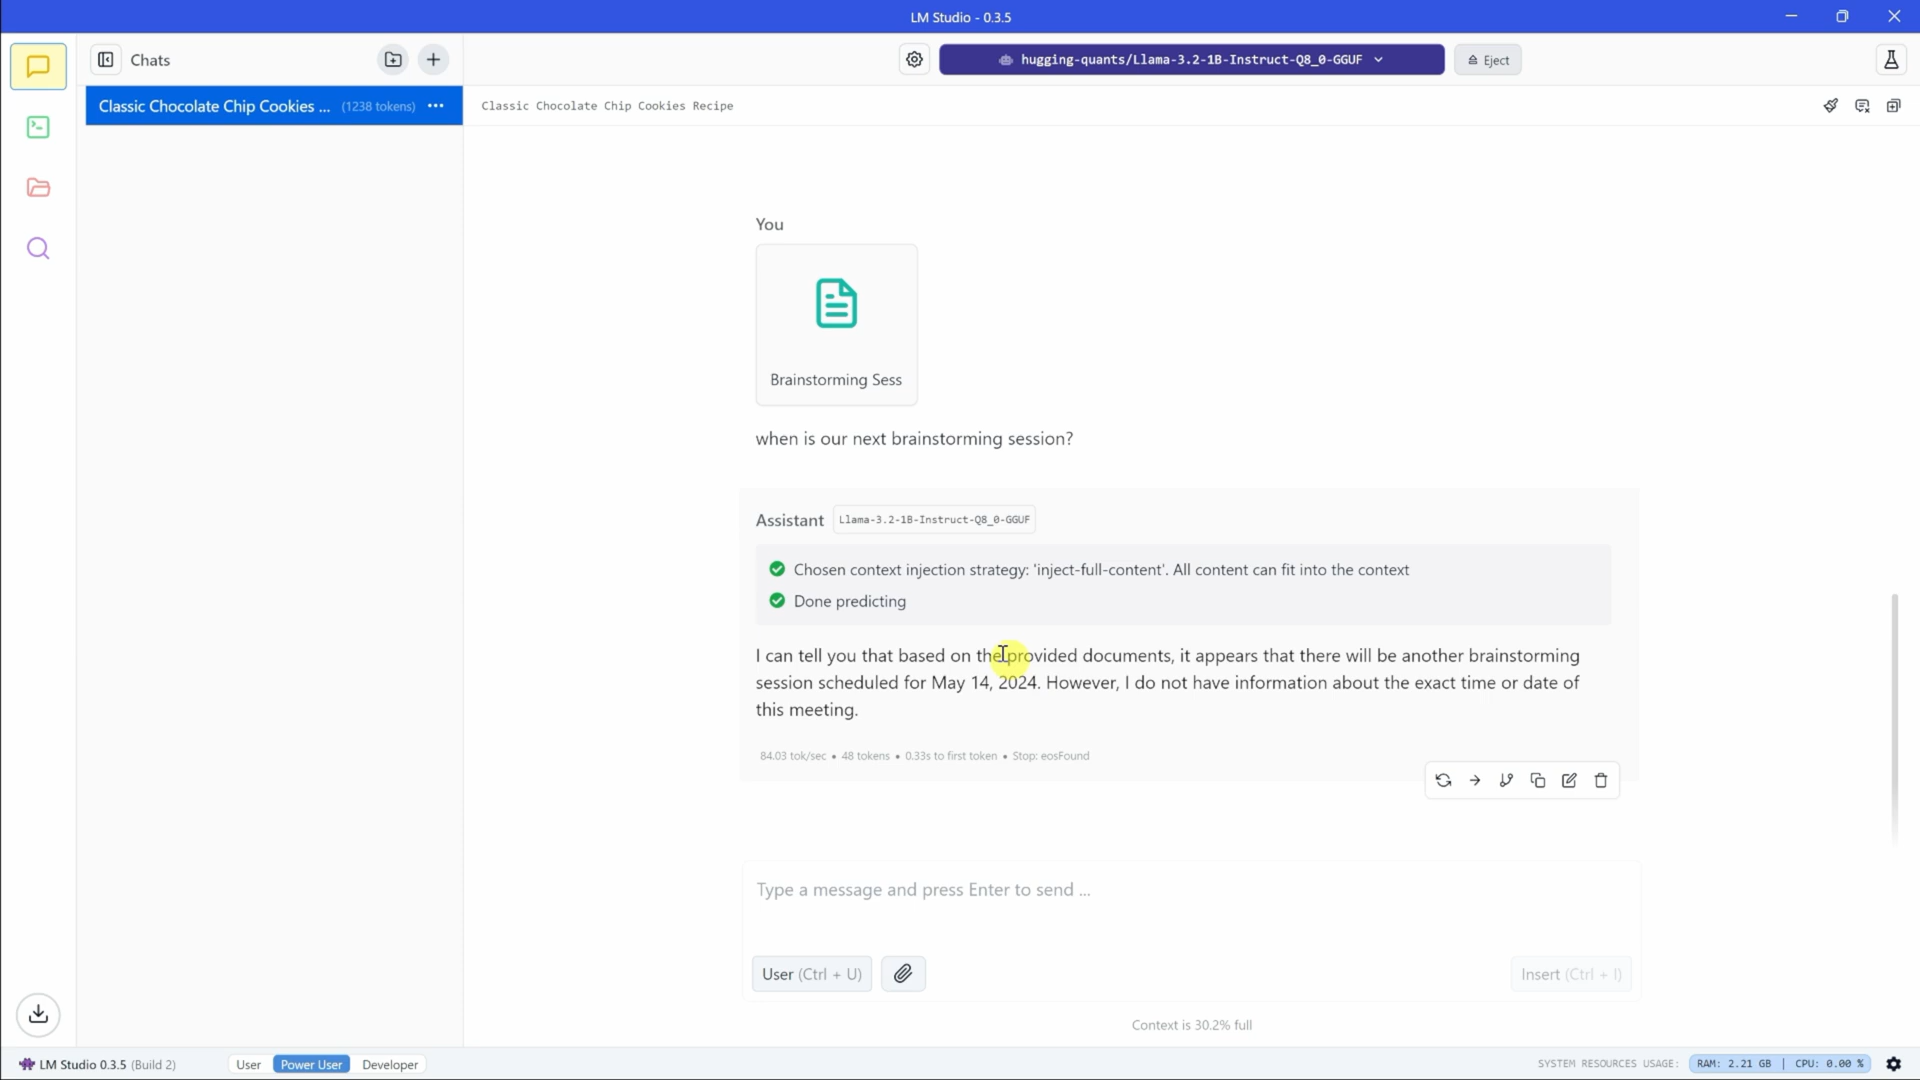 LM Studio - 0.3.5
Chats
hugging-quants/Llama-3.2-1B-Instruct-Q8_0-GGUF
Eject
Classic Chocolate Chip Cookies ... (1238 tokens)
Classic Chocolate Chip Cookies Recipe
You
Brainstorming Sess
when is our next brainstorming session?
Assistant Llama-3.2-1B-Instruct-Q8_0-GGUF
Chosen context injection strategy: 'inject-full-content'. All content can fit into the context
Done predicting
I can tell you that based on the provided documents, it appears that there will be another brainstorming
session scheduled for May 14, 2024. However, I do not have information about the exact time or date of
this meeting.
84.03 tok/sec • 48 tokens • 0.33s to first token • Stop: eosFound
Type a message and press Enter to send ...
User (Ctrl + U)
Insert (Ctrl + I)
Context is 30.2% full
LM Studio 0.3.5 (Build 2)
User
Power User
Developer
SYSTEM RESOURCES USAGE: RAM: 2.21 GB | CPU: 0.00 %